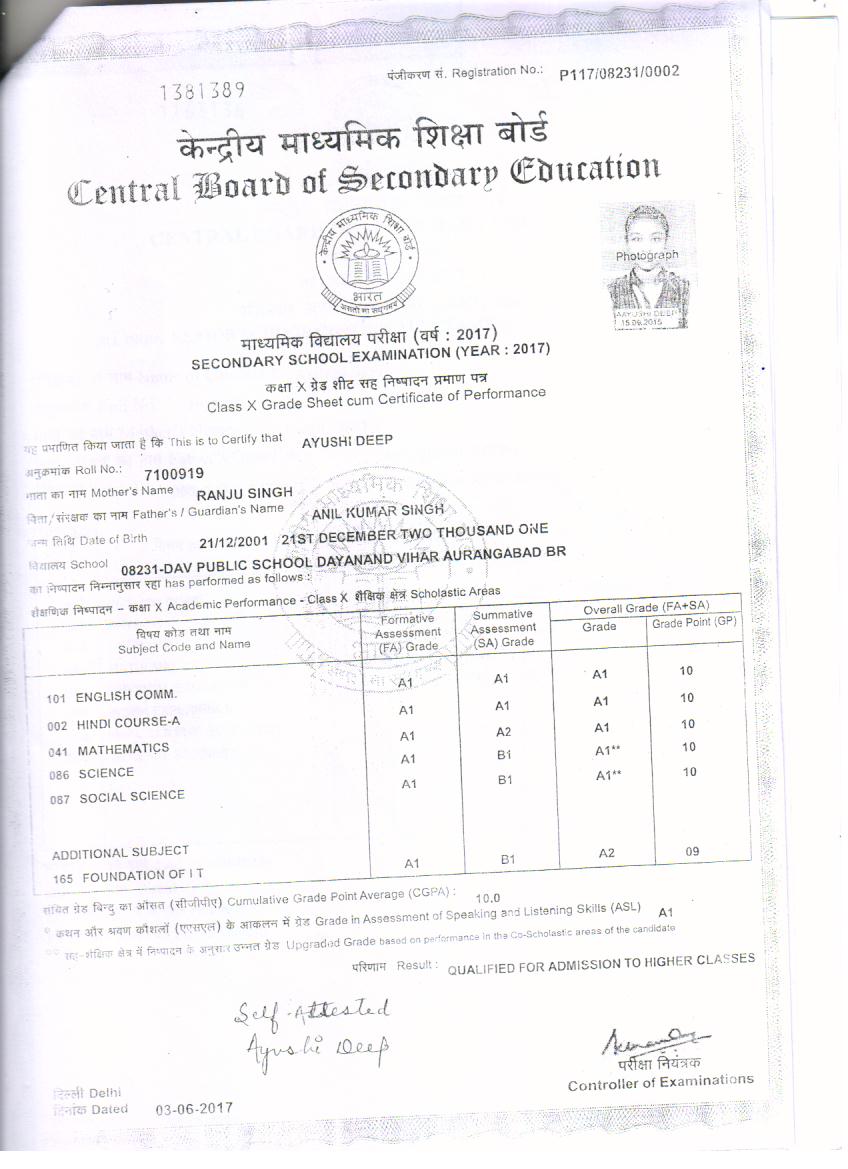 1381389
पंजीकरण सं. Registration No.: P117/08231/0002
केन्द्रीय माध्यमिक शिक्षा बोर्ड
Central Board of Secondary Education
केन्द्रीय माध्यमिक शिक्षा बोर्ड
भारत
असतो मा सद्गमय
Photograph
AAYUSHI DEEP
15.09.2015
माध्यमिक विद्यालय परीक्षा (वर्ष : 2017)
SECONDARY SCHOOL EXAMINATION (YEAR : 2017)
कक्षा X ग्रेड शीट सह निष्पादन प्रमाण पत्र
Class X Grade Sheet cum Certificate of Performance
यह प्रमाणित किया जाता है कि This is to Certify that AYUSHI DEEP
अनुक्रमांक Roll No.: 7100919
माता का नाम Mother's Name RANJU SINGH
पिता/संरक्षक का नाम Father's / Guardian's Name ANIL KUMAR SINGH
जन्म तिथि Date of Birth 21/12/2001 21ST DECEMBER TWO THOUSAND ONE
विद्यालय School 08231-DAV PUBLIC SCHOOL DAYANAND VIHAR AURANGABAD BR
का निष्पादन निम्नानुसार रहा has performed as follows :
शैक्षणिक निष्पादन – कक्षा X Academic Performance - Class X शैक्षिक क्षेत्र Scholastic Areas
विषय कोड तथा नाम
Subject Code and Name
Formative Assessment (FA) Grade
Summative Assessment (SA) Grade
Overall Grade (FA+SA)
Grade Grade Point (GP)
101 ENGLISH COMM. A1 A1 A1 10
002 HINDI COURSE-A A1 A1 A1 10
041 MATHEMATICS A1 A2 A1 10
086 SCIENCE A1 B1 A1** 10
087 SOCIAL SCIENCE A1 B1 A1** 10
ADDITIONAL SUBJECT
165 FOUNDATION OF I T A1 B1 A2 09
संचित ग्रेड बिन्दु का औसत (सीजीपीए) Cumulative Grade Point Average (CGPA) : 10.0
* कथन और श्रवण कौशलों (एएसएल) के आकलन में ग्रेड Grade in Assessment of Speaking and Listening Skills (ASL) A1
** सह-शैक्षिक क्षेत्र में निष्पादन के अनुसार उन्नत ग्रेड Upgraded Grade based on performance in the Co-Scholastic areas of the candidate
परिणाम Result : QUALIFIED FOR ADMISSION TO HIGHER CLASSES
Self-Attested
Ayushi Deep
परीक्षा नियंत्रक
Controller of Examinations
दिल्ली Delhi
दिनांक Dated 03-06-2017